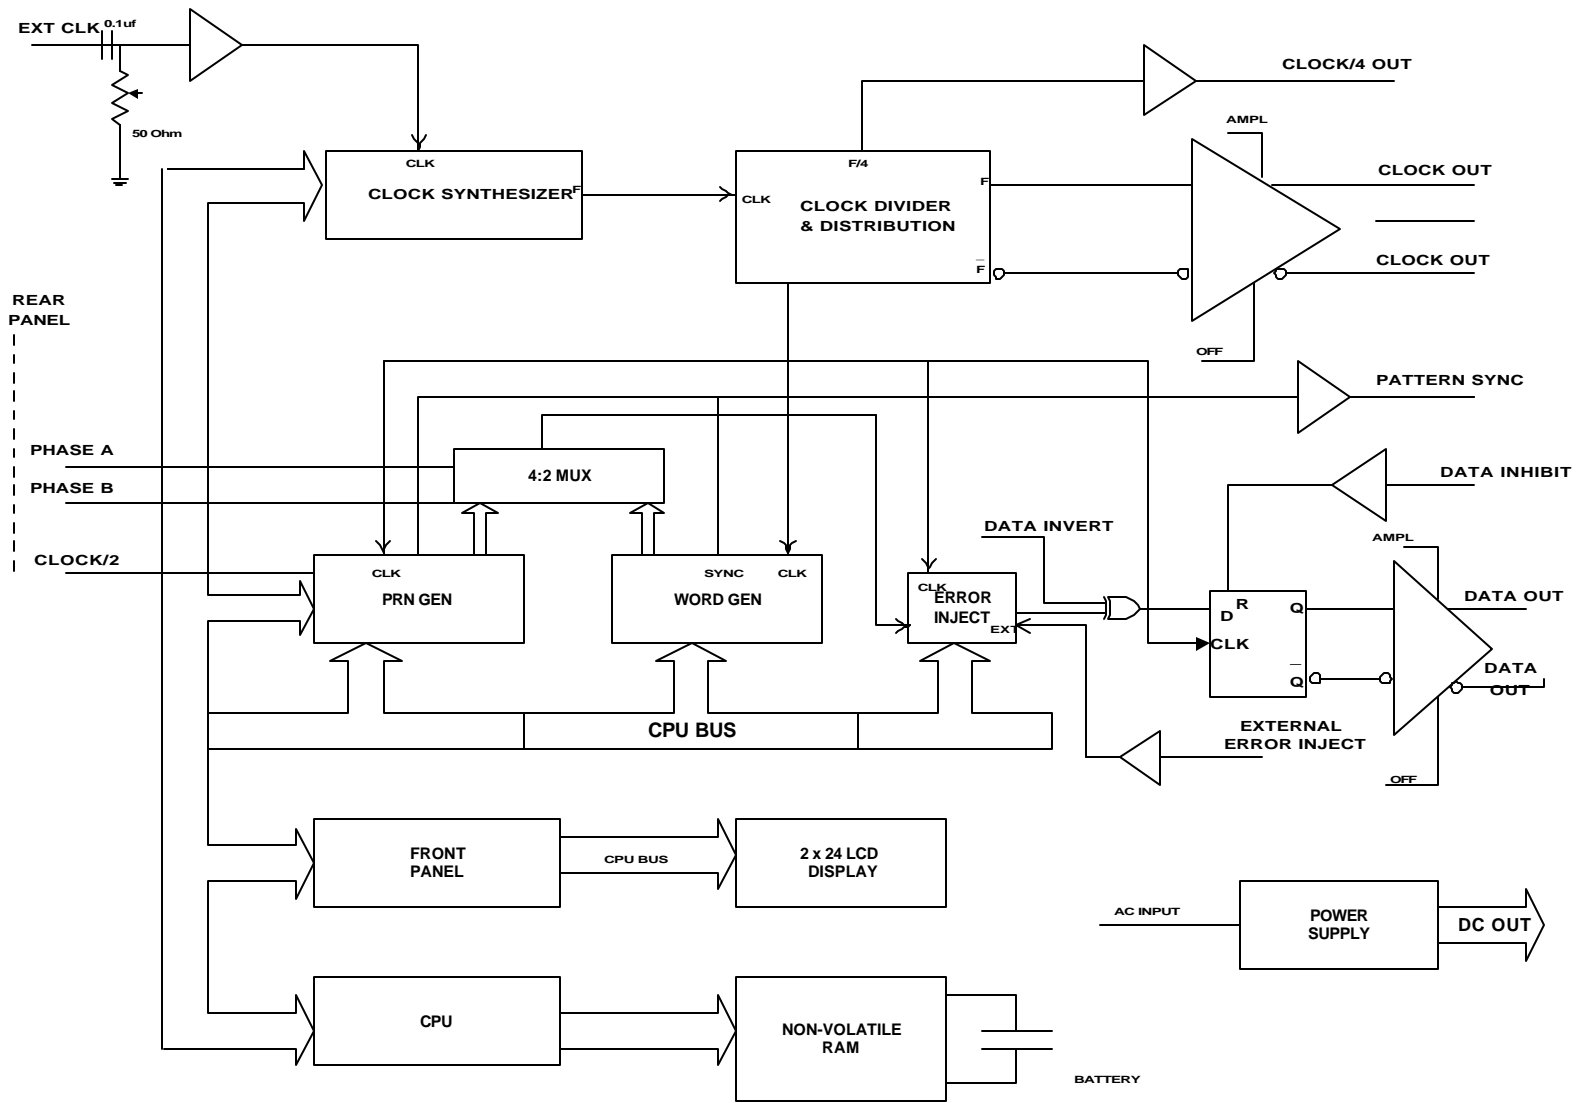 EXT CLK
0.1uf
50 Ohm
CLOCK/4 OUT
AMPL
CLK
CLOCK SYNTHESIZER
F
F/4
CLK
F
CLOCK DIVIDER
& DISTRIBUTION
F
CLOCK OUT
CLOCK OUT
OFF
REAR
PANEL
PATTERN SYNC
PHASE A
PHASE B
CLOCK/2
4:2 MUX
DATA INHIBIT
DATA INVERT
AMPL
CLK
PRN GEN
SYNC
CLK
WORD GEN
CLK
ERROR
INJECT
EXT
R
D
Q
CLK
Q
DATA OUT
DATA
OUT
CPU BUS
EXTERNAL
ERROR INJECT
OFF
FRONT
PANEL
CPU BUS
2 x 24 LCD
DISPLAY
AC INPUT
POWER
SUPPLY
DC OUT
CPU
NON-VOLATILE
RAM
BATTERY